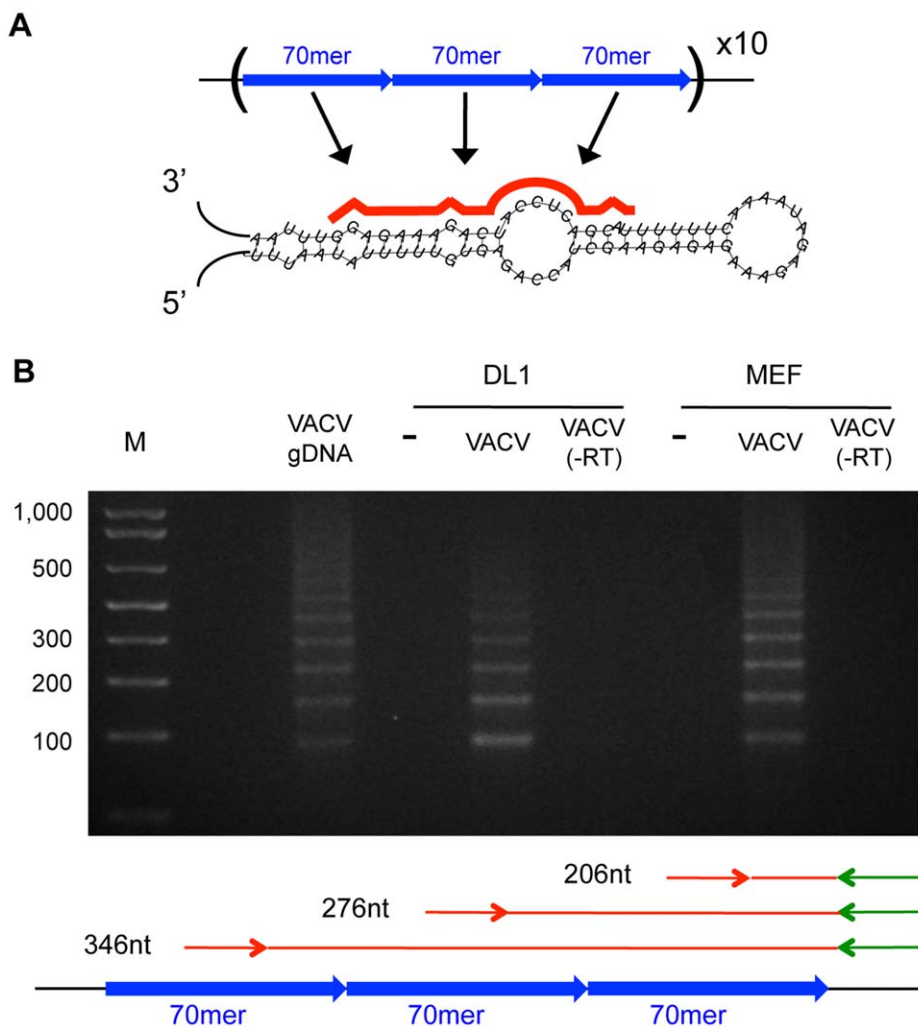 A
70mer 70mer 70mer x10
( )
3’
5’
B
DL1 MEF
M VACV gDNA - VACV VACV (-RT) - VACV VACV (-RT)
1,000
500
300
200
100
206nt
276nt
346nt
70mer 70mer 70mer